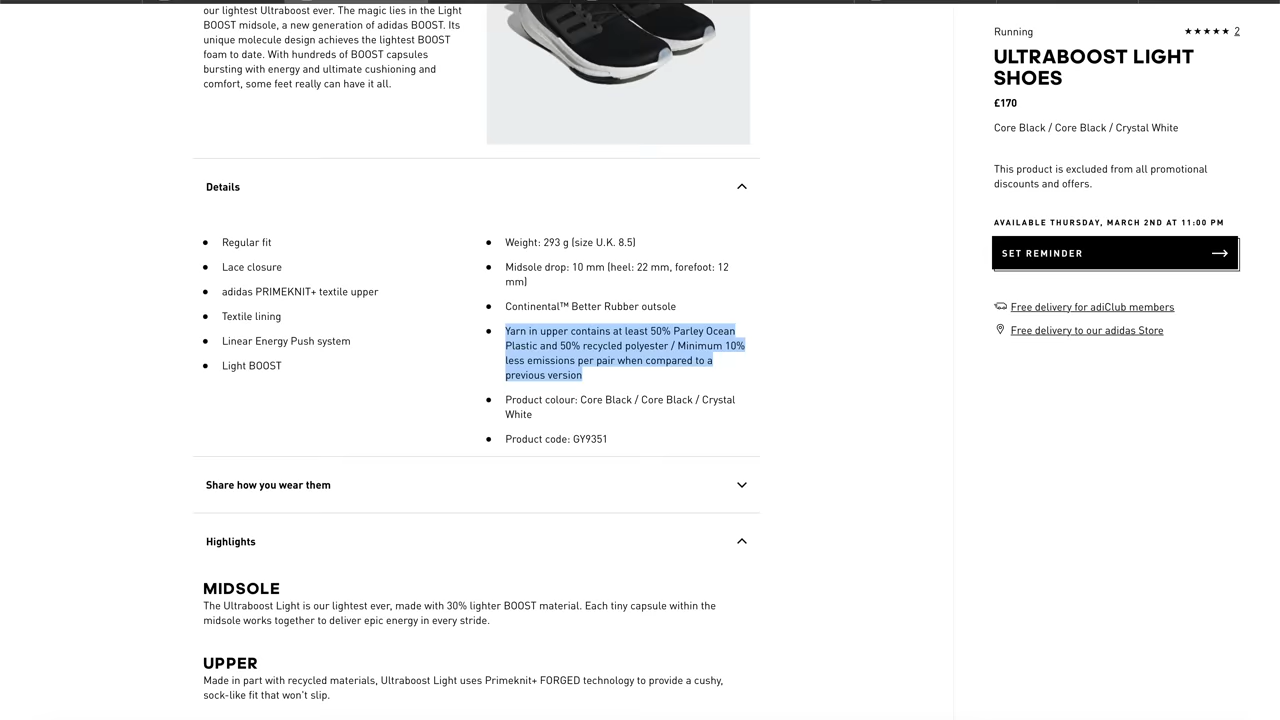 our lightest Ultraboost ever. The magic lies in the Light
BOOST midsole, a new generation of adidas BOOST. Its
unique molecule design achieves the lightest BOOST
foam to date. With hundreds of BOOST capsules
bursting with energy and ultimate cushioning and
comfort, some feet really can have it all.
Details
Regular fit
Lace closure
adidas PRIMEKNIT+ textile upper
Textile lining
Linear Energy Push system
Light BOOST
Weight: 293 g (size U.K. 8.5)
Midsole drop: 10 mm (heel: 22 mm, forefoot: 12
mm)
Continental™ Better Rubber outsole
Yarn in upper contains at least 50% Parley Ocean
Plastic and 50% recycled polyester / Minimum 10%
less emissions per pair when compared to a
previous version
Product colour: Core Black / Core Black / Crystal
White
Product code: GY9351
Share how you wear them
Highlights
MIDSOLE
The Ultraboost Light is our lightest ever, made with 30% lighter BOOST material. Each tiny capsule within the
midsole works together to deliver epic energy in every stride.
UPPER
Made in part with recycled materials, Ultraboost Light uses Primeknit+ FORGED technology to provide a cushy,
sock-like fit that won't slip.
Running
★★★★★ 2
ULTRABOOST LIGHT
SHOES
£170
Core Black / Core Black / Crystal White
This product is excluded from all promotional
discounts and offers.
AVAILABLE THURSDAY, MARCH 2ND AT 11:00 PM
SET REMINDER
Free delivery for adiClub members
Free delivery to our adidas Store